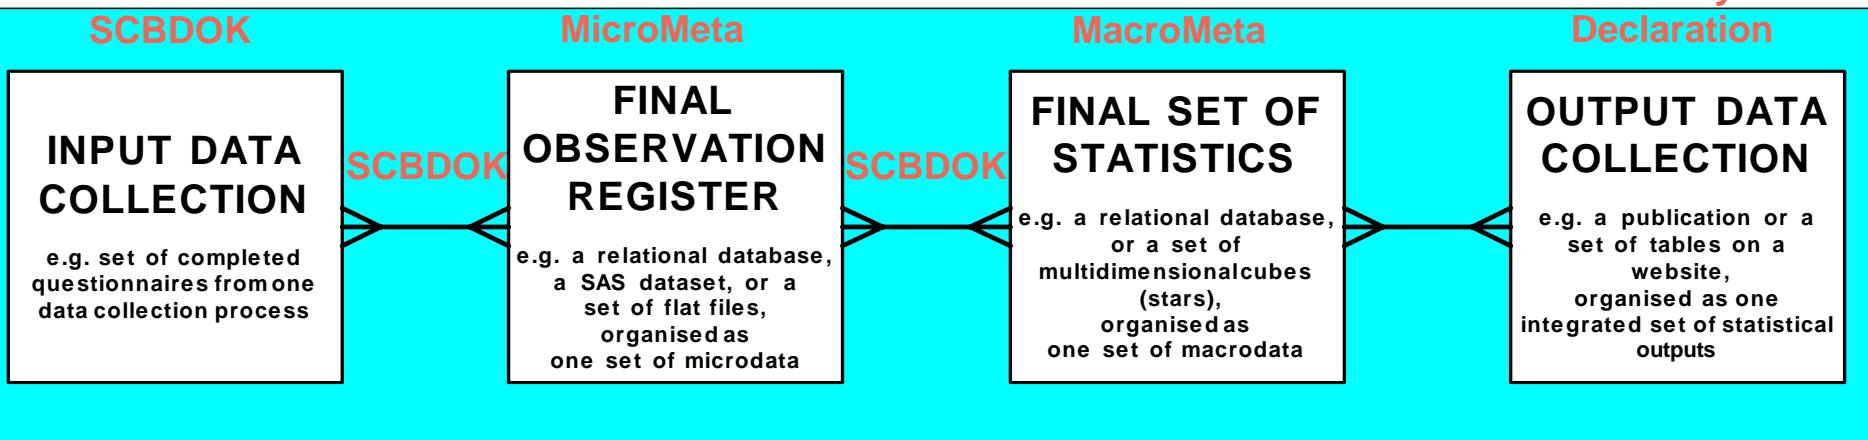 SCBDOK
MicroMeta
MacroMeta
Declaration
INPUT DATA
COLLECTION
e.g. set of completed
questionnaires from one
data collection process
SCBDOK
FINAL
OBSERVATION
REGISTER
e.g. a relational database,
a SAS dataset, or a
set of flat files,
organised as
one set of microdata
SCBDOK
FINAL SET OF
STATISTICS
e.g. a relational database,
or a set of
multidimensionalcubes
(stars),
organised as
one set of macrodata
OUTPUT DATA
COLLECTION
e.g. a publication or a
set of tables on a
website,
organised as one
integrated set of statistical
outputs